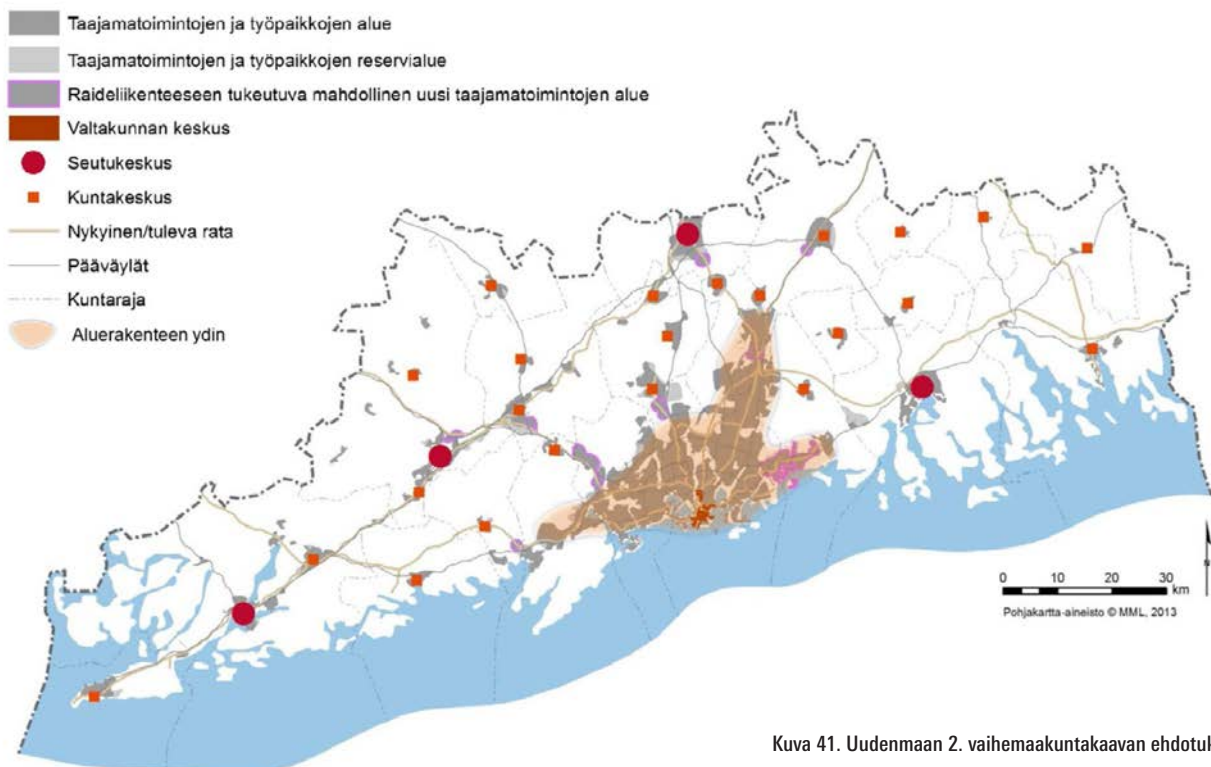 Taajamatoimintojen ja työpaikkojen alue
Taajamatoimintojen ja työpaikkojen reservialue
Raideliikenteeseen tukeutuva mahdollinen uusi taajamatoimintojen alue
Valtakunnan keskus
Seutukeskus
Kuntakeskus
Nykyinen/tuleva rata
Pääväylät
Kuntaraja
Aluerakenteen ydin
0 5 10 20 30
km
Pohjakartta-aineisto © MML, 2013
Kuva 41. Uudenmaan 2. vaihemaakuntakaavan